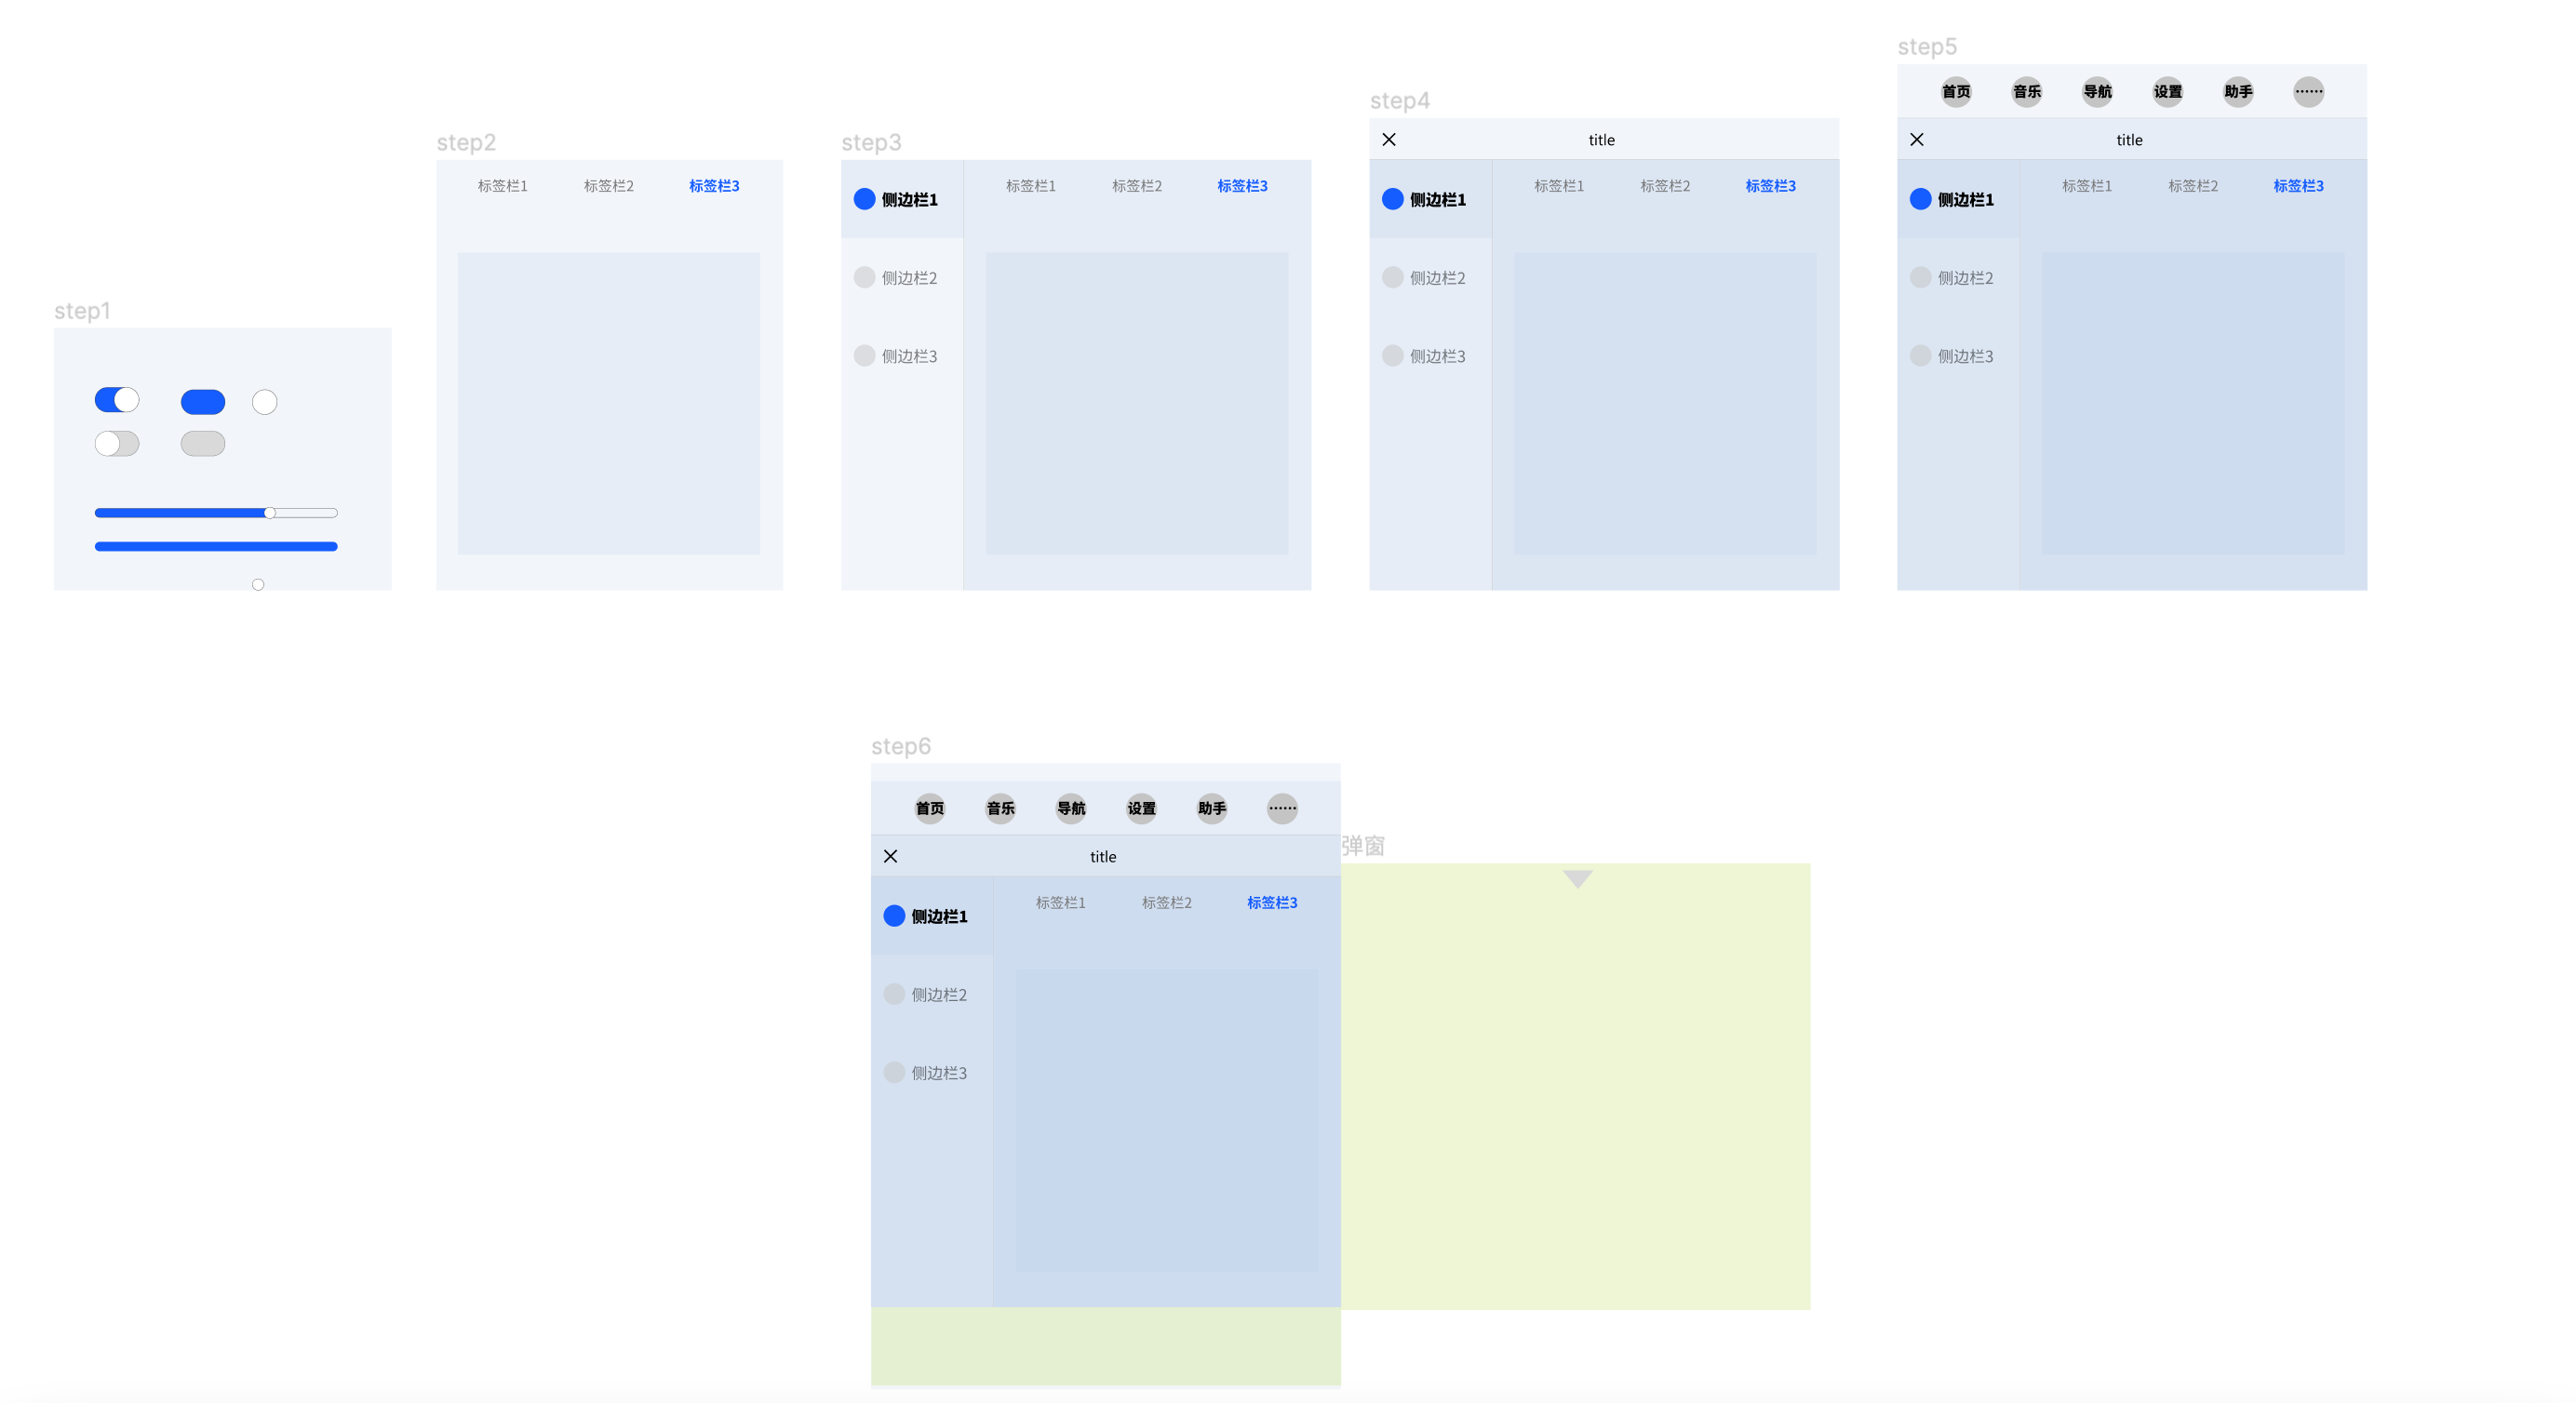 step1
step2
标签栏1 标签栏2 标签栏3
step3
侧边栏1
侧边栏2
侧边栏3
标签栏1 标签栏2 标签栏3
step4
title
侧边栏1
侧边栏2
侧边栏3
标签栏1 标签栏2 标签栏3
step5
首页 音乐 导航 设置 助手 ……
title
侧边栏1
侧边栏2
侧边栏3
标签栏1 标签栏2 标签栏3
step6
首页 音乐 导航 设置 助手 ……
title
侧边栏1
侧边栏2
侧边栏3
标签栏1 标签栏2 标签栏3
弹窗